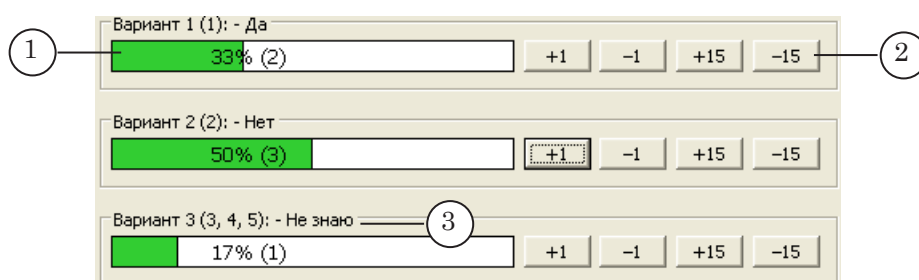 Вариант 1 (1): - Да
1 33% (2) +1 −1 +15 −15 2
Вариант 2 (2): - Нет
50% (3) +1 −1 +15 −15
Вариант 3 (3, 4, 5): - Не знаю 3
17% (1) +1 −1 +15 −15